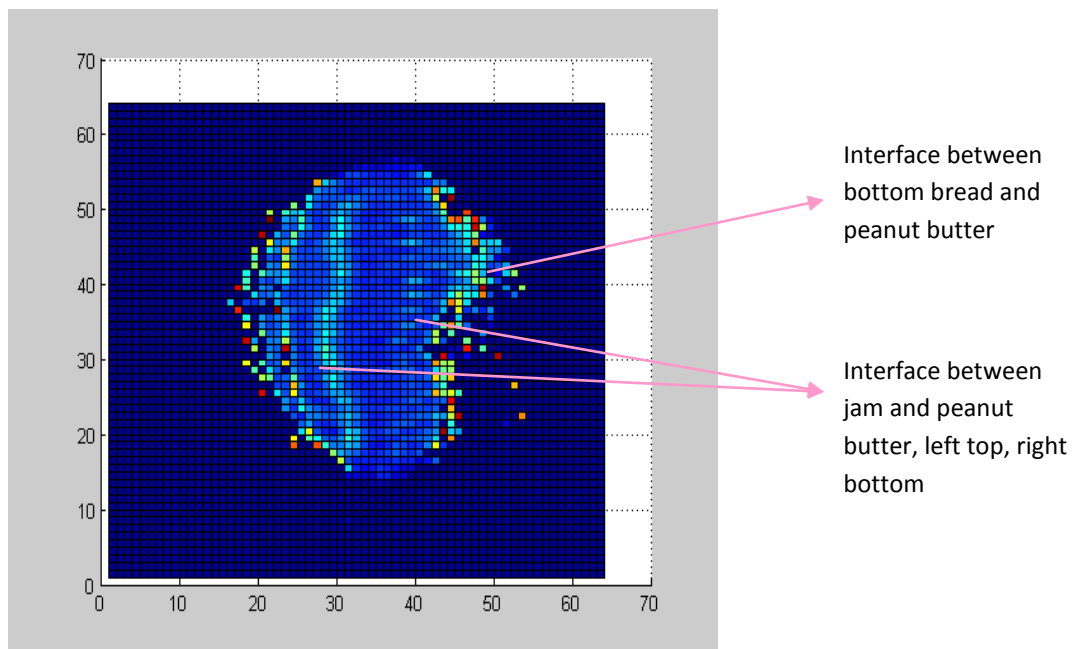 70
60
50
40
30
20
10
0
0 10 20 30 40 50 60 70
Interface between
bottom bread and
peanut butter
Interface between
jam and peanut
butter, left top, right
bottom